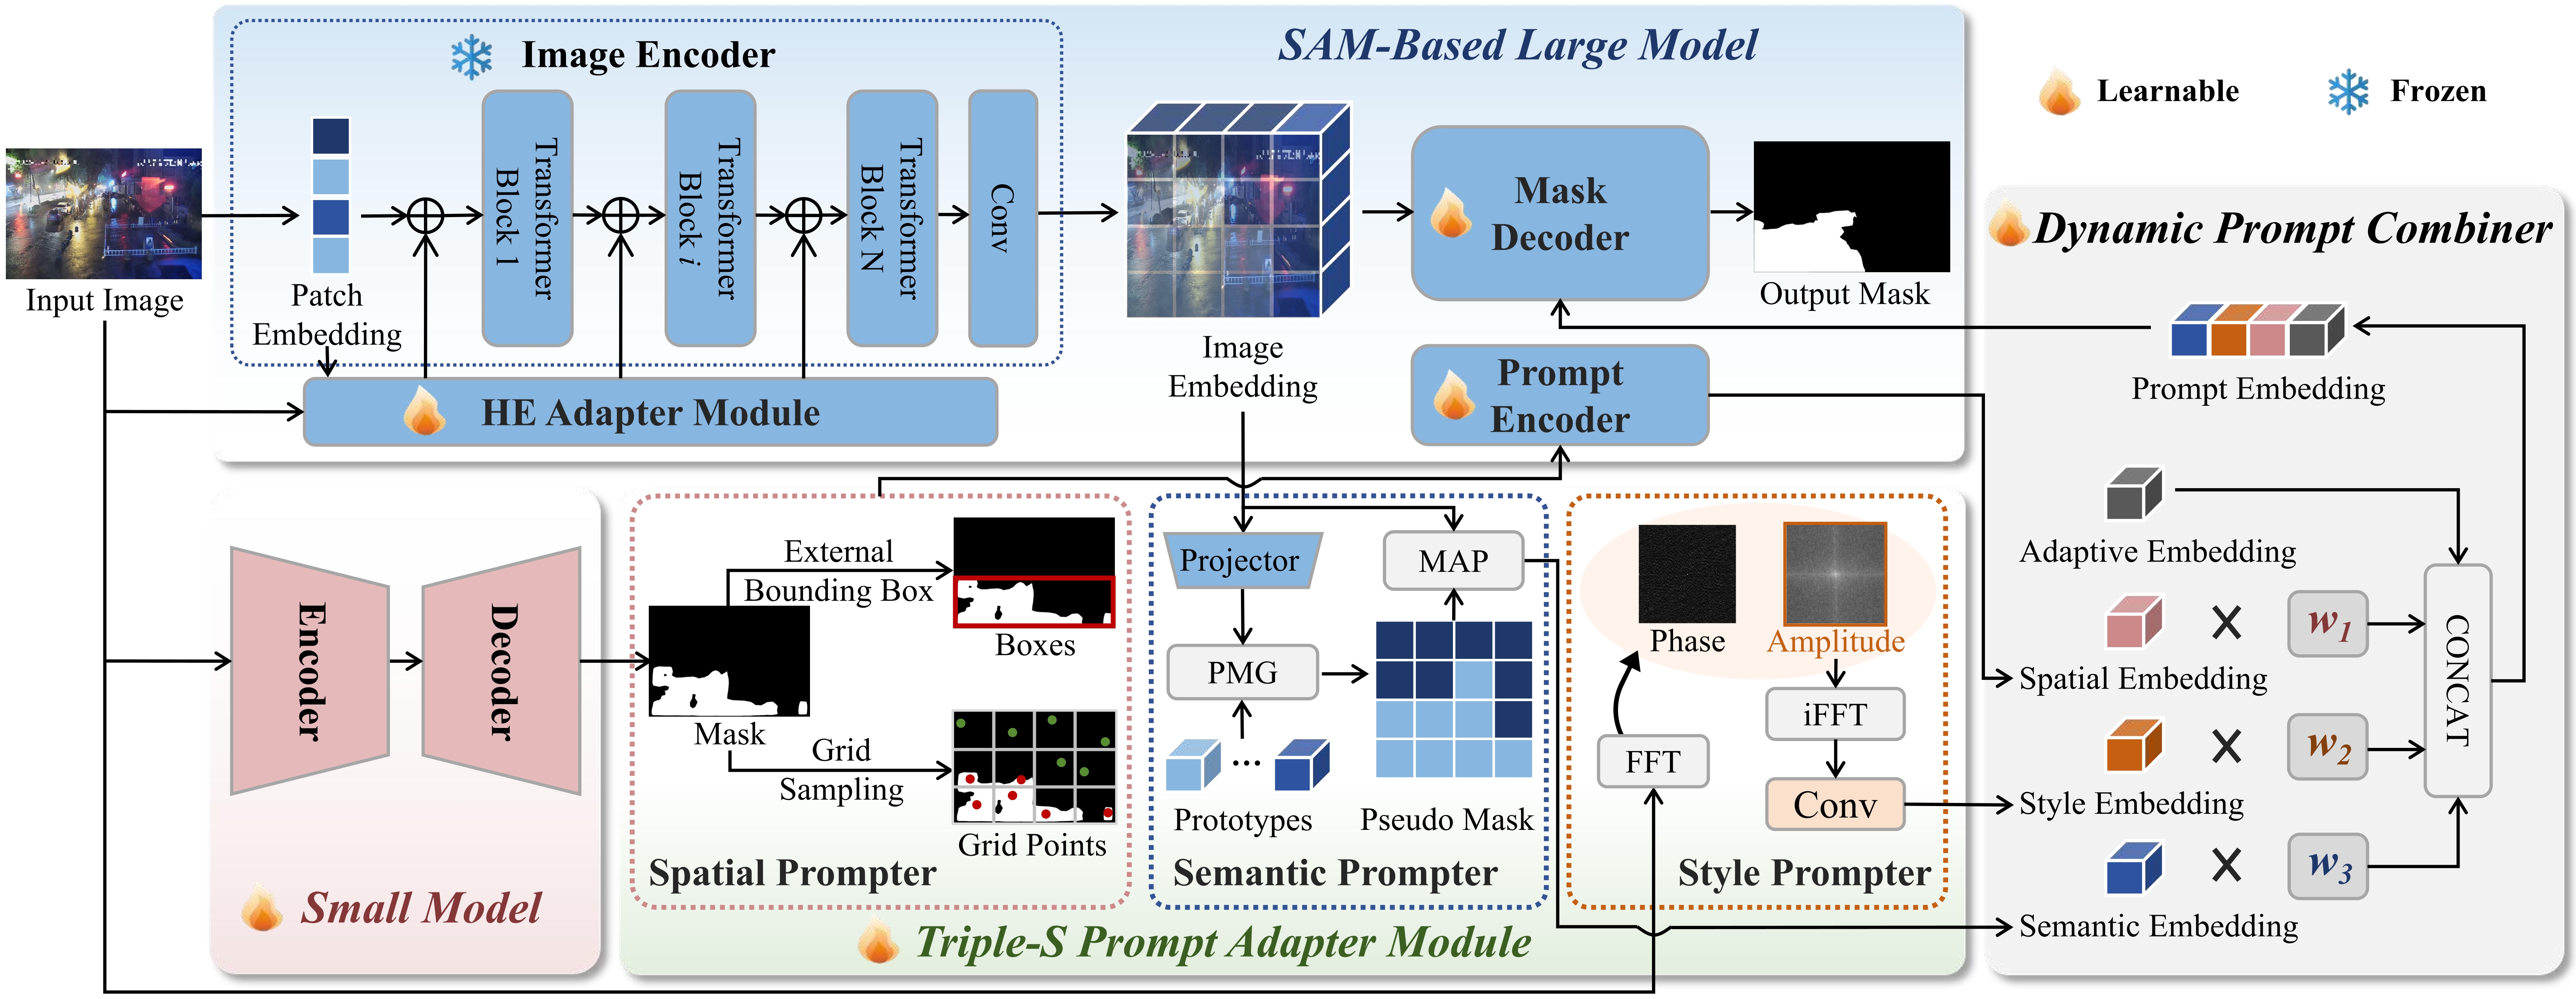 Image Encoder
SAM-Based Large Model
Learnable
Frozen
Input Image
Patch
Embedding
Transformer
Block 1
Transformer
Block i
Transformer
Block N
Conv
Image
Embedding
Mask
Decoder
Output Mask
HE Adapter Module
Prompt
Encoder
Dynamic Prompt Combiner
Prompt Embedding
Adaptive Embedding
Spatial Embedding
Style Embedding
Semantic Embedding
w1
w2
w3
CONCAT
Encoder
Decoder
Small Model
Mask
External
Bounding Box
Boxes
Grid
Sampling
Grid Points
Spatial Prompter
Projector
PMG
MAP
Prototypes
...
Pseudo Mask
Semantic Prompter
Phase
Amplitude
FFT
iFFT
Conv
Style Prompter
Triple-S Prompt Adapter Module